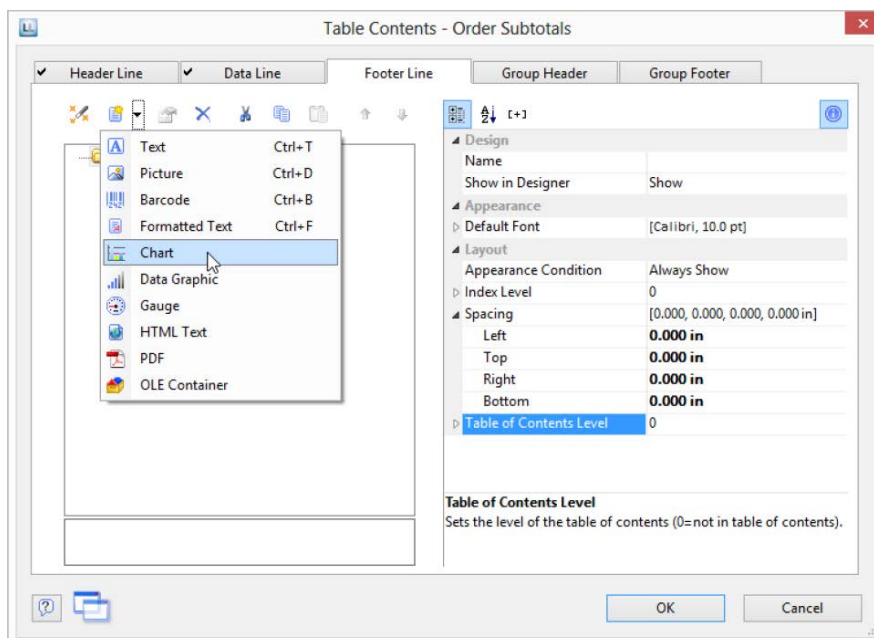 LL
Table Contents - Order Subtotals
Header Line
Data Line
Footer Line
Group Header
Group Footer
[+]
Text Ctrl+T
Picture Ctrl+D
Barcode Ctrl+B
Formatted Text Ctrl+F
Chart
Data Graphic
Gauge
HTML Text
PDF
OLE Container
Design
Name
Show in Designer Show
Appearance
Default Font [Calibri, 10.0 pt]
Layout
Appearance Condition Always Show
Index Level 0
Spacing [0.000, 0.000, 0.000, 0.000 in]
Left 0.000 in
Top 0.000 in
Right 0.000 in
Bottom 0.000 in
Table of Contents Level 0
Table of Contents Level
Sets the level of the table of contents (0=not in table of contents).
OK
Cancel